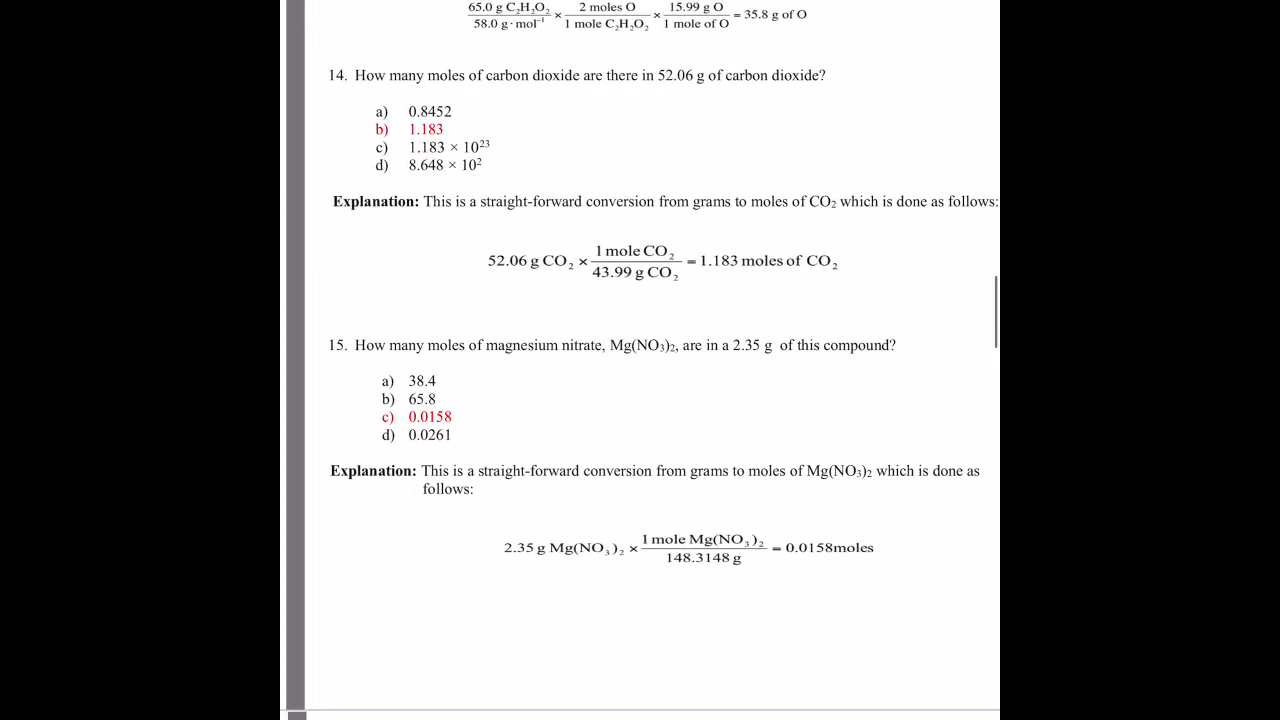 65.0 g C₂H₂O₂ / 58.0 g · mol⁻¹ × 2 moles O / 1 mole C₂H₂O₂ × 15.99 g O / 1 mole of O = 35.8 g of O
14. How many moles of carbon dioxide are there in 52.06 g of carbon dioxide?
a) 0.8452
b) 1.183
c) 1.183 × 10²³
d) 8.648 × 10²
Explanation: This is a straight-forward conversion from grams to moles of CO₂ which is done as follows:
52.06 g CO₂ × 1 mole CO₂ / 43.99 g CO₂ = 1.183 moles of CO₂
15. How many moles of magnesium nitrate, Mg(NO₃)₂, are in a 2.35 g of this compound?
a) 38.4
b) 65.8
c) 0.0158
d) 0.0261
Explanation: This is a straight-forward conversion from grams to moles of Mg(NO₃)₂ which is done as
follows:
2.35 g Mg(NO₃)₂ × 1 mole Mg(NO₃)₂ / 148.3148 g = 0.0158moles